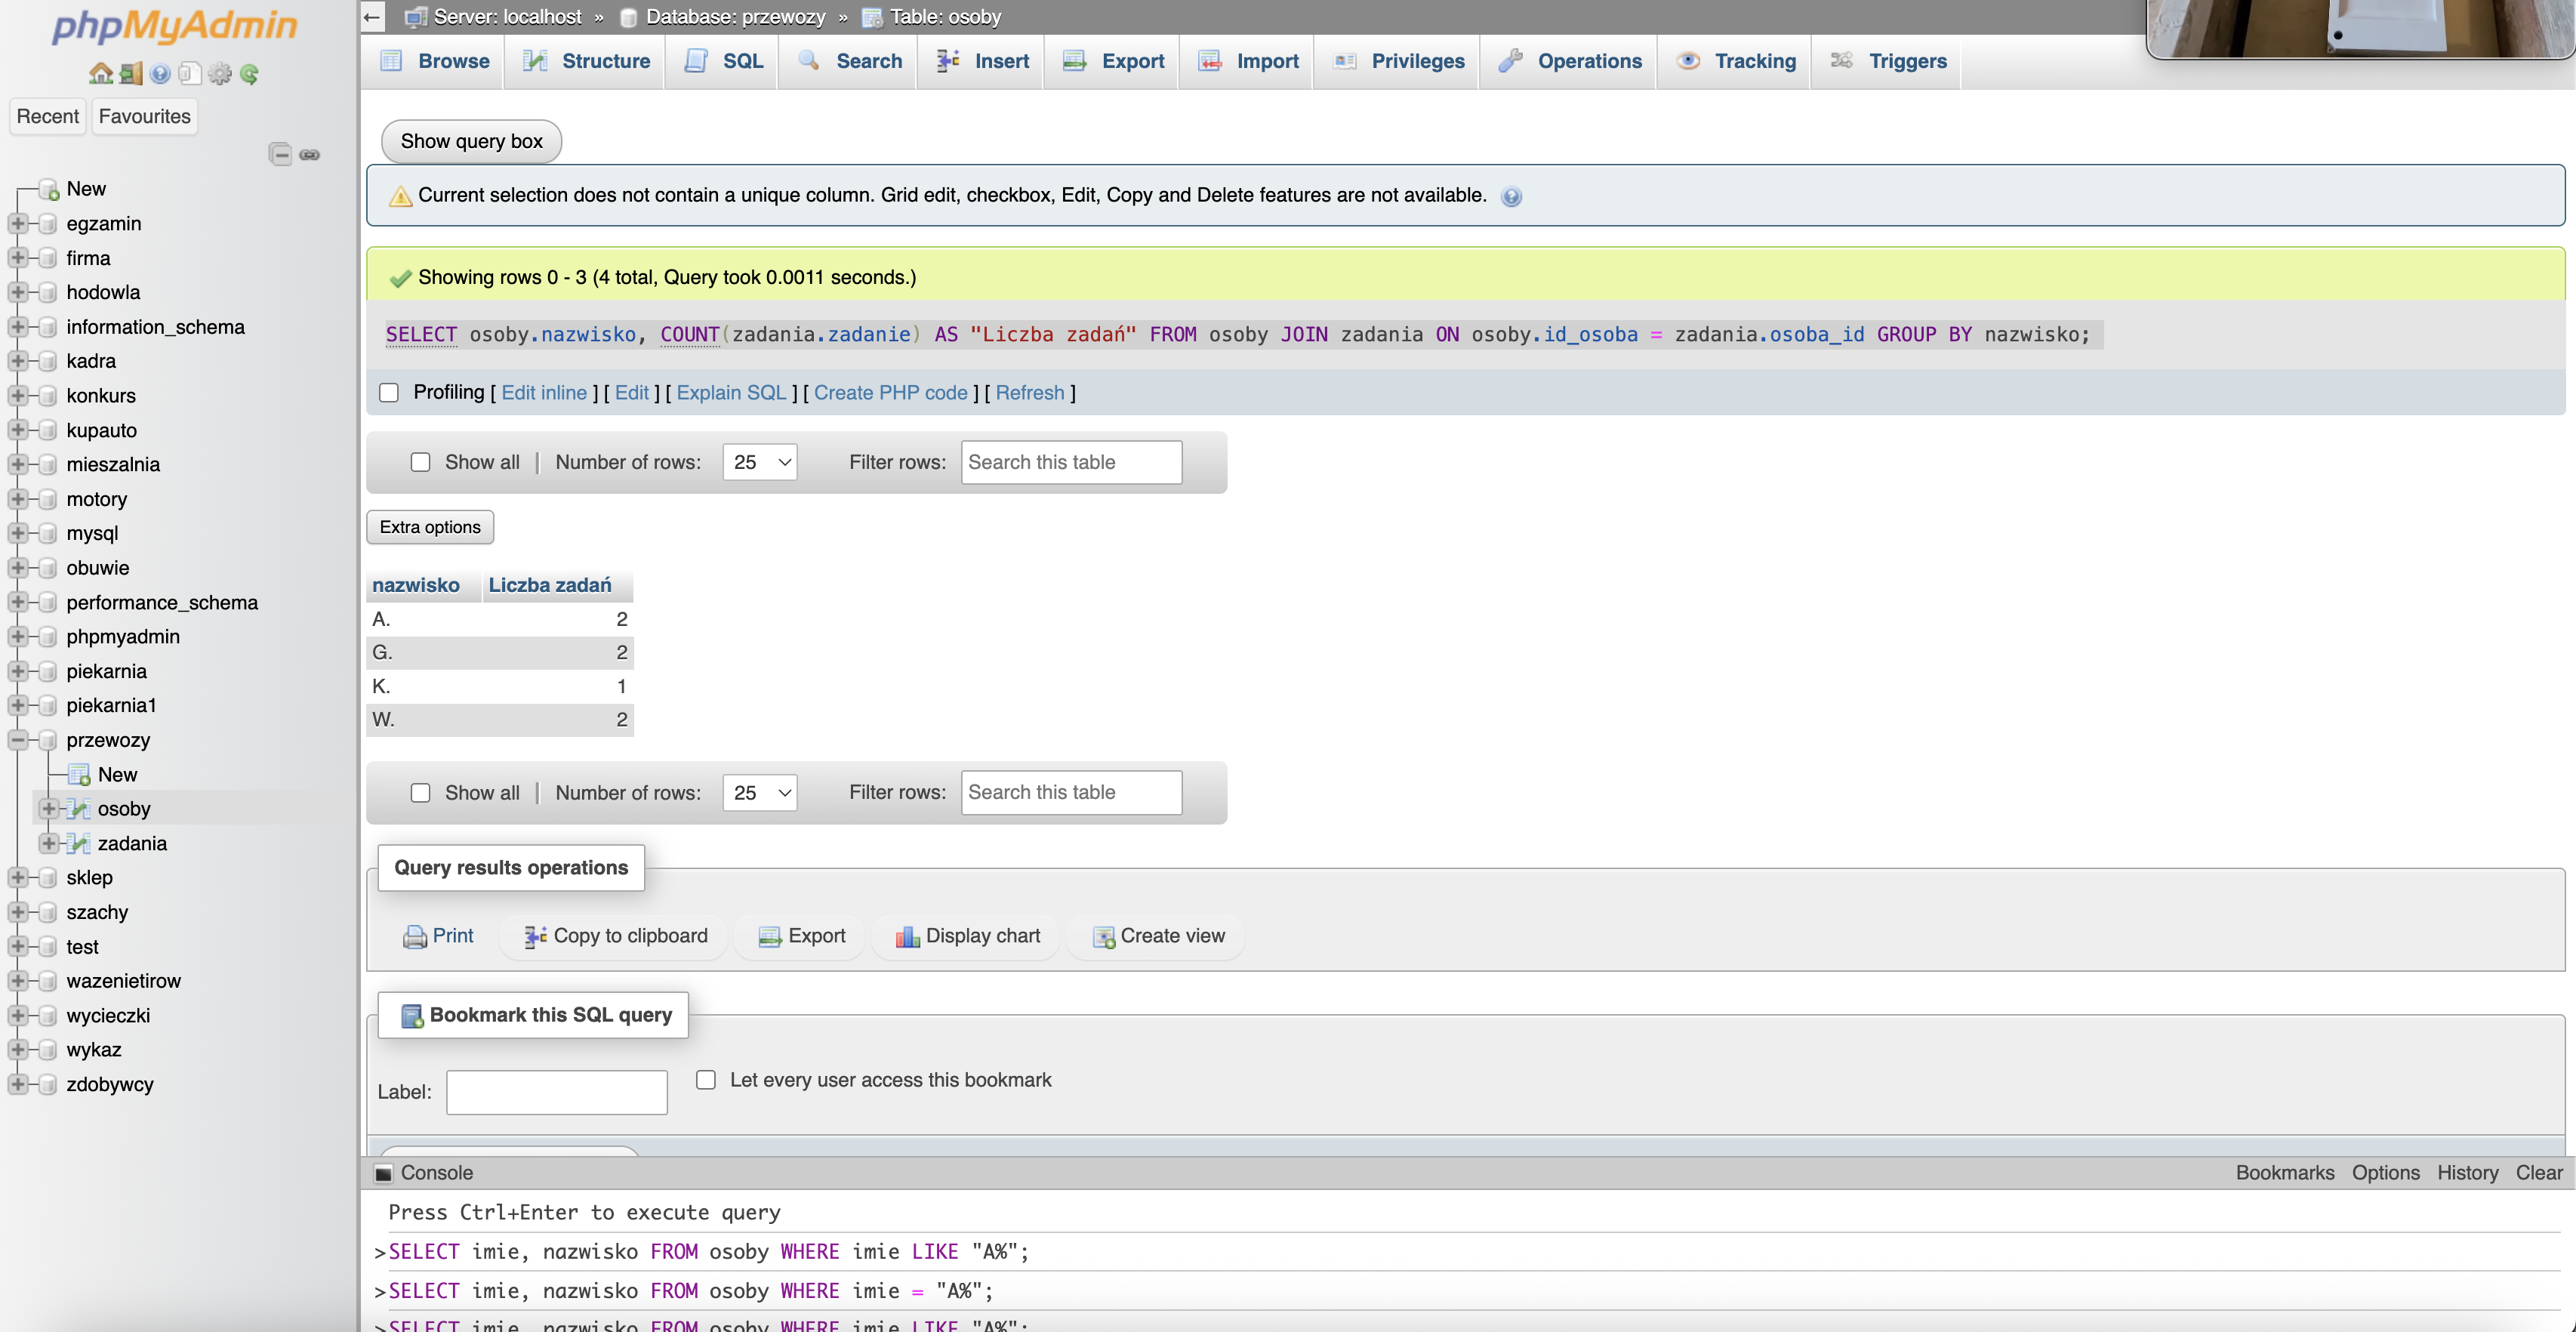 phpMyAdmin
Recent Favourites
New
egzamin
firma
hodowla
information_schema
kadra
konkurs
kupauto
mieszalnia
motory
mysql
obuwie
performance_schema
phpmyadmin
piekarnia
piekarnia1
przewozy
New
osoby
zadania
sklep
szachy
test
wazenietirow
wycieczki
wykaz
zdobywcy
Server: localhost » Database: przewozy » Table: osoby
Browse Structure SQL Search Insert Export Import Privileges Operations Tracking Triggers
Show query box
Current selection does not contain a unique column. Grid edit, checkbox, Edit, Copy and Delete features are not available.
Showing rows 0 - 3 (4 total, Query took 0.0011 seconds.)
SELECT osoby.nazwisko, COUNT(zadania.zadanie) AS "Liczba zadań" FROM osoby JOIN zadania ON osoby.id_osoba = zadania.osoba_id GROUP BY nazwisko;
Profiling [ Edit inline ] [ Edit ] [ Explain SQL ] [ Create PHP code ] [ Refresh ]
Show all | Number of rows: 25 Filter rows: Search this table
Extra options
nazwisko Liczba zadań
A. 2
G. 2
K. 1
W. 2
Show all | Number of rows: 25 Filter rows: Search this table
Query results operations
Print Copy to clipboard Export Display chart Create view
Bookmark this SQL query
Label: Let every user access this bookmark
Console Bookmarks Options History Clear
Press Ctrl+Enter to execute query
>SELECT imie, nazwisko FROM osoby WHERE imie LIKE "A%";
>SELECT imie, nazwisko FROM osoby WHERE imie = "A%";
>SELECT imie, nazwisko FROM osoby WHERE imie LIKE "A%";